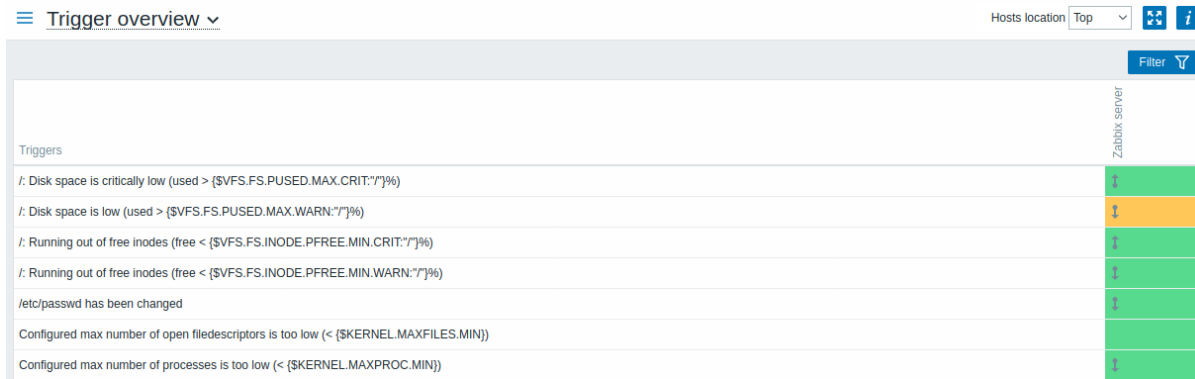 Trigger overview
Hosts location Top
i
Filter
Triggers
Zabbix server
/: Disk space is critically low (used > {$VFS.FS.PUSED.MAX.CRIT:"/"}%)
/: Disk space is low (used > {$VFS.FS.PUSED.MAX.WARN:"/"}%)
/: Running out of free inodes (free < {$VFS.FS.INODE.PFREE.MIN.CRIT:"/"}%)
/: Running out of free inodes (free < {$VFS.FS.INODE.PFREE.MIN.WARN:"/"}%)
/etc/passwd has been changed
Configured max number of open filedescriptors is too low (< {$KERNEL.MAXFILES.MIN})
Configured max number of processes is too low (< {$KERNEL.MAXPROC.MIN})